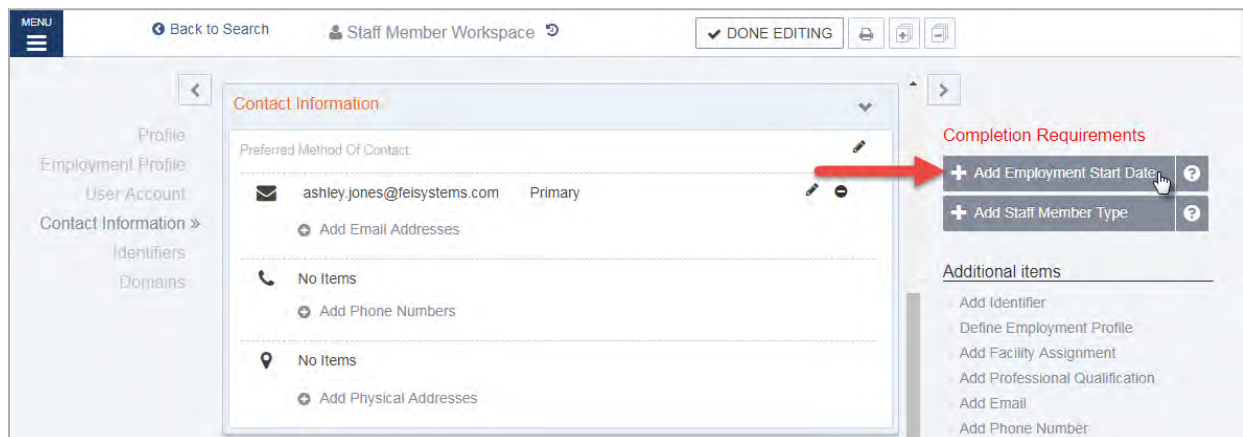 MENU
Back to Search
Staff Member Workspace
DONE EDITING
Profile
Employment Profile
User Account
Contact Information »
Identifiers
Domains
Contact Information
Preferred Method Of Contact
ashley.jones@feisystems.com Primary
Add Email Addresses
No Items
Add Phone Numbers
No Items
Add Physical Addresses
Completion Requirements
Add Employment Start Date
Add Staff Member Type
Additional items
Add Identifier
Define Employment Profile
Add Facility Assignment
Add Professional Qualification
Add Email
Add Phone Number